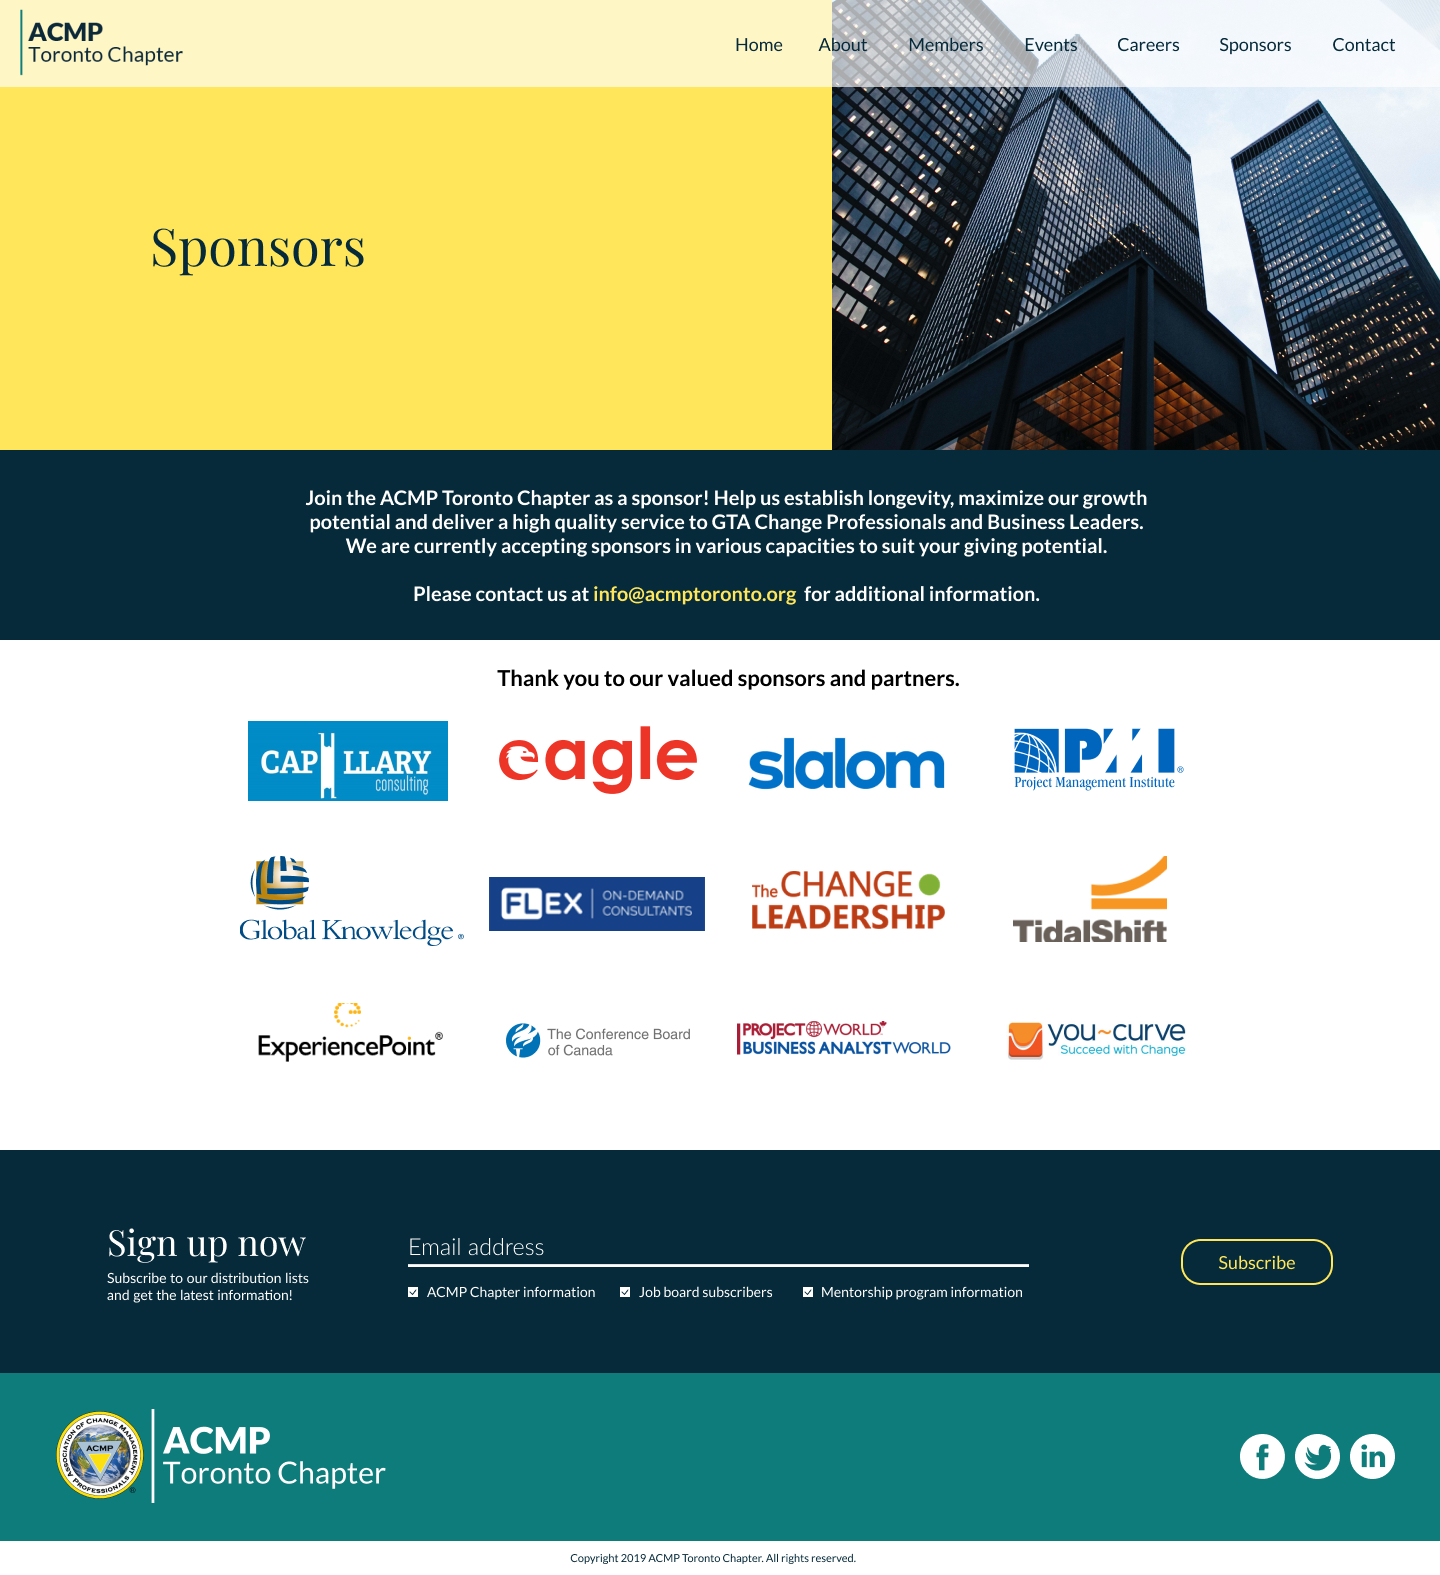 ACMP
Toronto Chapter
Home About Members Events Careers Sponsors Contact
Sponsors
Join the ACMP Toronto Chapter as a sponsor! Help us establish longevity, maximize our growth
potential and deliver a high quality service to GTA Change Professionals and Business Leaders.
We are currently accepting sponsors in various capacities to suit your giving potential.
Please contact us at info@acmptoronto.org for additional information.
Thank you to our valued sponsors and partners.
CAPILLARY
consulting
eagle
slalom
PMI
Project Management Institute®
Global Knowledge®
FLEX ON-DEMAND
CONSULTANTS
The CHANGE
LEADERSHIP
TidalShift
ExperiencePoint®
The Conference Board
of Canada
PROJECT WORLD
BUSINESS ANALYST WORLD
you~curve
Succeed with Change
Sign up now
Subscribe to our distribution lists
and get the latest information!
Email address
ACMP Chapter information Job board subscribers Mentorship program information
Subscribe
ASSOCIATION OF CHANGE MANAGEMENT PROFESSIONALS
ACMP
®
ACMP
Toronto Chapter
f
in
Copyright 2019 ACMP Toronto Chapter. All rights reserved.